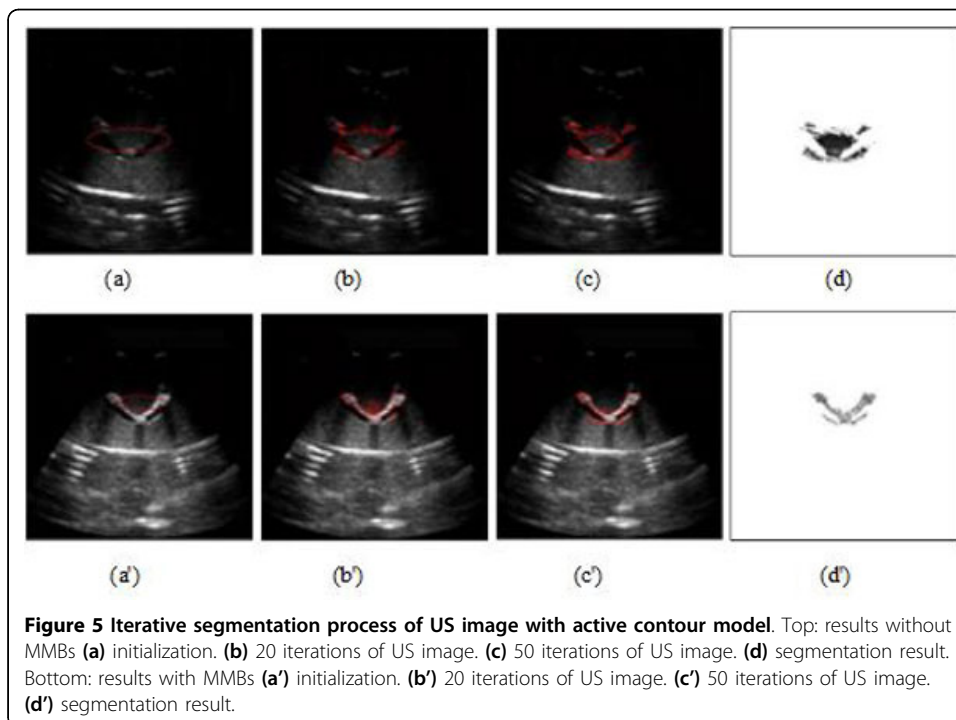 (a) (b) (c) (d)
(a') (b') (c') (d')
Figure 5 Iterative segmentation process of US image with active contour model. Top: results without
MMBs (a) initialization. (b) 20 iterations of US image. (c) 50 iterations of US image. (d) segmentation result.
Bottom: results with MMBs (a’) initialization. (b’) 20 iterations of US image. (c’) 50 iterations of US image.
(d’) segmentation result.